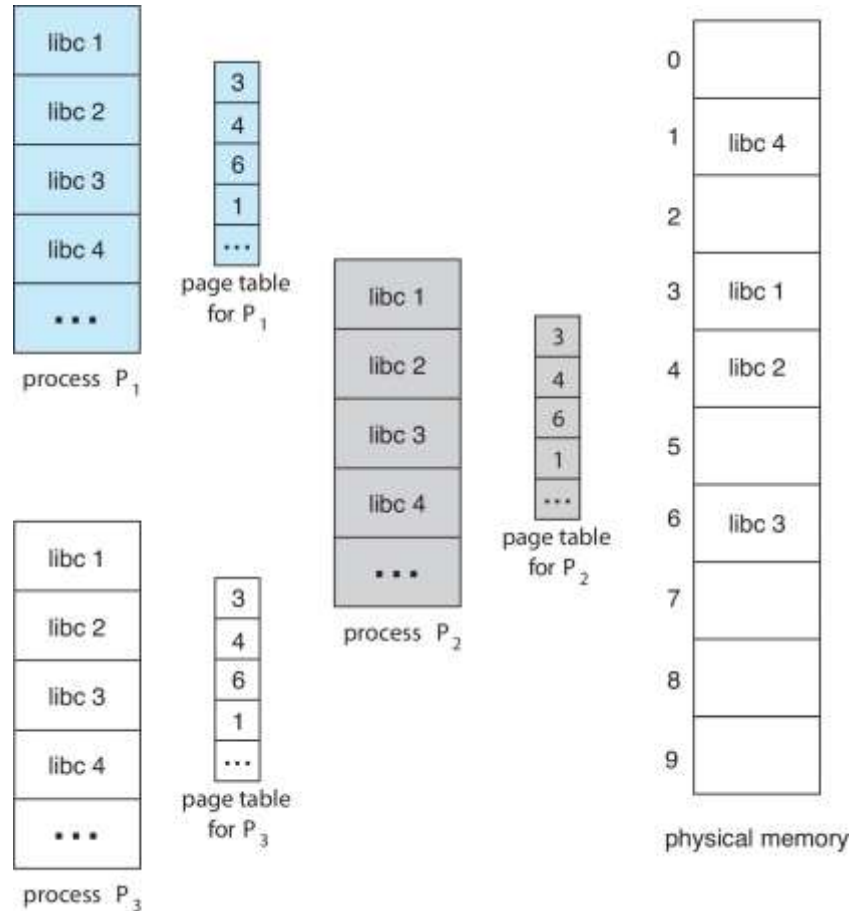 libc 1
libc 2
libc 3
libc 4
...
process P1
3
4
6
1
...
page table
for P1
libc 1
libc 2
libc 3
libc 4
...
process P2
3
4
6
1
...
page table
for P2
libc 1
libc 2
libc 3
libc 4
...
process P3
3
4
6
1
...
page table
for P3
0
1 libc 4
2
3 libc 1
4 libc 2
5
6 libc 3
7
8
9
physical memory